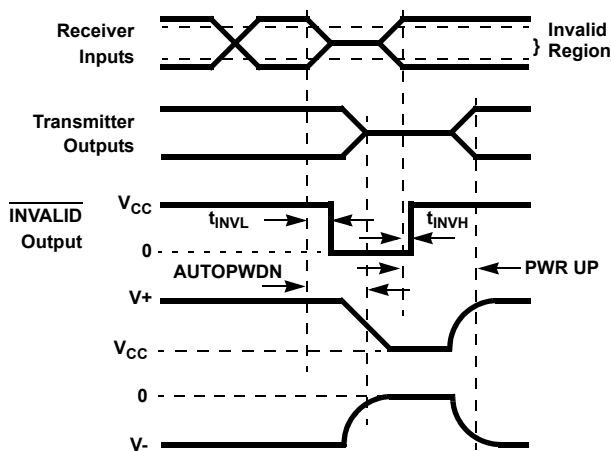 Receiver
Inputs
Invalid
} Region
Transmitter
Outputs
INVALID
Output
VCC
0
tINVL
tINVH
AUTOPWDN
PWR UP
V+
VCC
0
V-